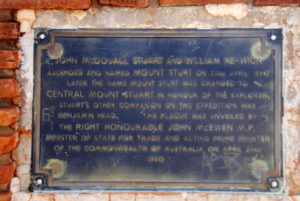 JOHN McDOUALL STUART AND WILLIAM KEKWICK
ASCENDED AND NAMED MOUNT STURT ON 22ND APRIL 1860
LATER THE NAME MOUNT STURT WAS CHANGED TO
CENTRAL MOUNT STUART IN HONOUR OF THE EXPLORER
STUART'S OTHER COMPANION ON THE EXPEDITION WAS
BENJAMIN HEAD. THIS PLAQUE WAS UNVEILED BY
THE RIGHT HONOURABLE JOHN McEWEN M.P.
MINISTER OF STATE FOR TRADE AND ACTING PRIME MINISTER
OF THE COMMONWEALTH OF AUSTRALIA ON APRIL
1960